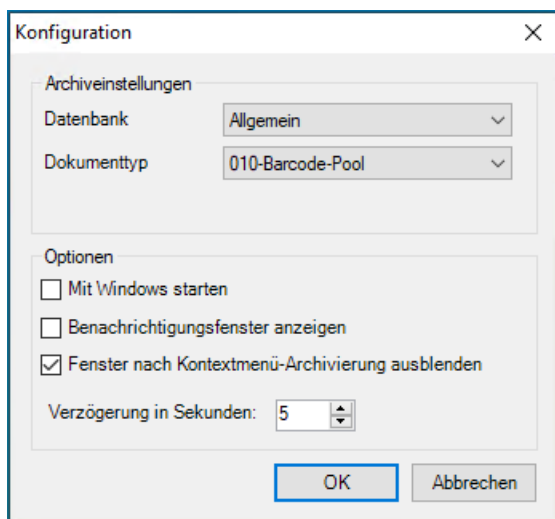 Konfiguration
Archiveinstellungen
Datenbank Allgemein
Dokumenttyp 010-Barcode-Pool
Optionen
Mit Windows starten
Benachrichtigungsfenster anzeigen
Fenster nach Kontextmenü-Archivierung ausblenden
Verzögerung in Sekunden: 5
OK Abbrechen